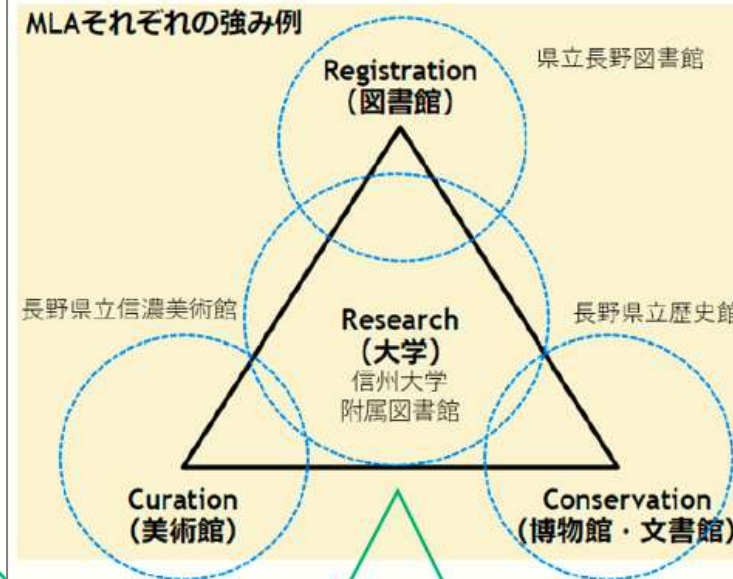 MLAそれぞれの強み例
Registration
(図書館)
県立長野図書館
長野県立信濃美術館
Research
(大学)
信州大学
附属図書館
長野県立歴史館
Curation
(美術館)
Conservation
(博物館・文書館)